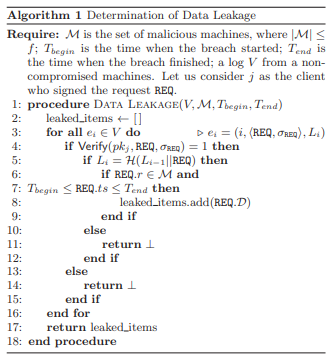 Algorithm 1 Determination of Data Leakage
Require: ℳ is the set of malicious machines, where |ℳ| ≤
f; T_begin is the time when the breach started; T_end is
the time when the breach finished; a log V from a non-
compromised machines. Let us consider j as the client
who signed the request REQ.
1: procedure Data Leakage(V, ℳ, T_begin, T_end)
2: leaked_items ← [ ]
3: for all e_i ∈ V do ▷ e_i = (i, ⟨REQ, σ_REQ⟩, L_i)
4: if Verify(pk_j, REQ, σ_REQ) = 1 then
5: if L_i = ℋ(L_{i−1}||REQ) then
6: if REQ.r ∈ ℳ and
7: T_begin ≤ REQ.ts ≤ T_end then
8: leaked_items.add(REQ.𝒟)
9: end if
10: else
11: return ⊥
12: end if
13: else
14: return ⊥
15: end if
16: end for
17: return leaked_items
18: end procedure